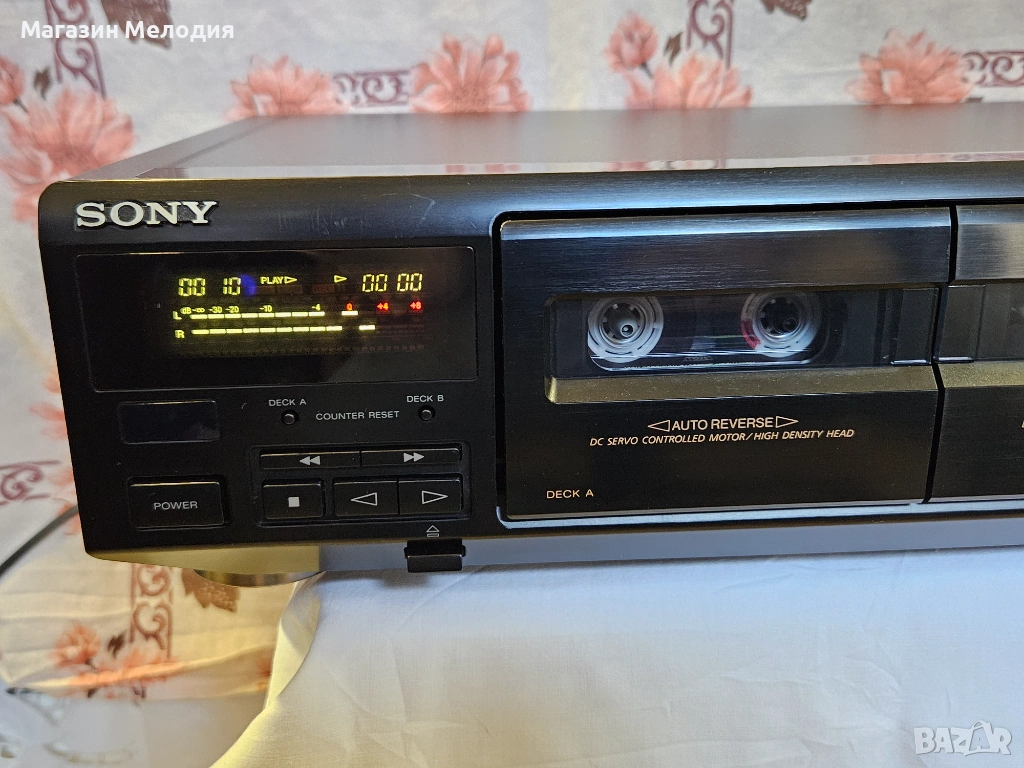 Магазин Мелодия
SONY
00 10 PLAY 00 00
dB -∞ -30 -20 -10 -4 0 +4 +8
L
R
DECK A DECK B
COUNTER RESET
POWER
AUTO REVERSE
DC SERVO CONTROLLED MOTOR/HIGH DENSITY HEAD
DECK A
BAZAR